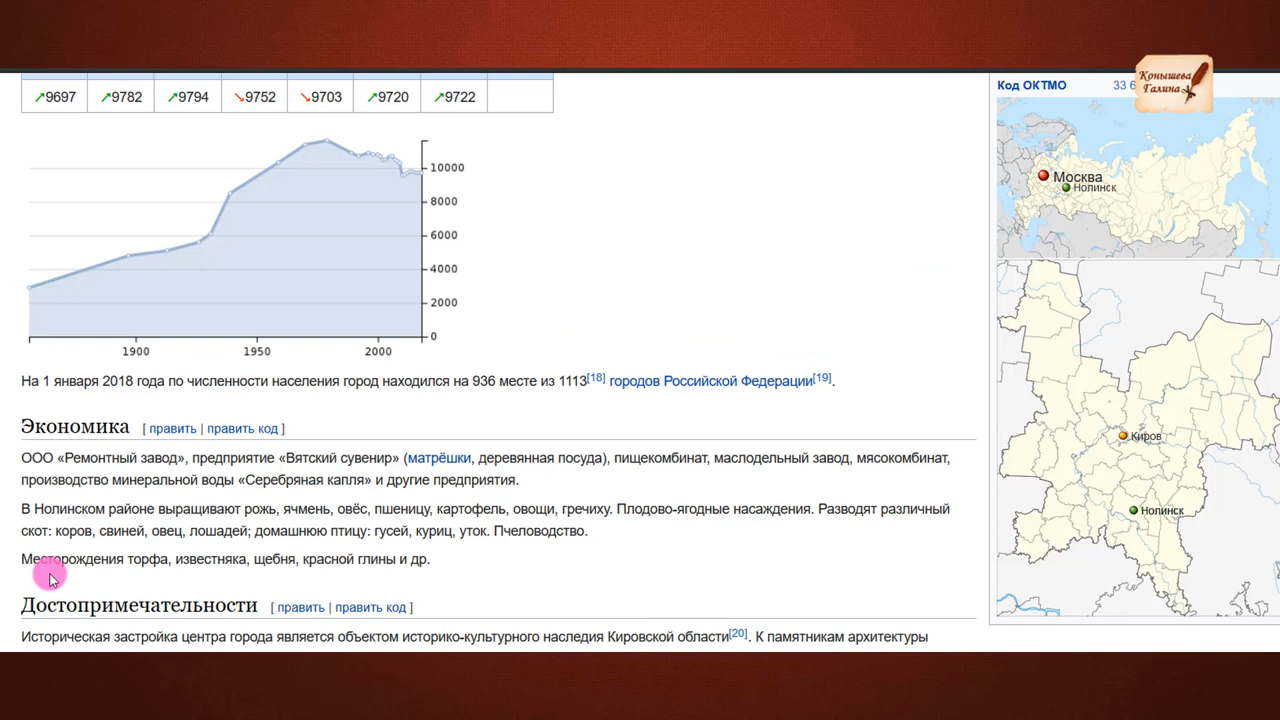 ↗9697 ↗9782 ↗9794 ↘9752 ↘9703 ↗9720 ↗9722
10000
8000
6000
4000
2000
0
1900 1950 2000
На 1 января 2018 года по численности населения город находился на 936 месте из 1113[18] городов Российской Федерации[19].
Экономика [ править | править код ]
ООО «Ремонтный завод», предприятие «Вятский сувенир» (матрёшки, деревянная посуда), пищекомбинат, маслодельный завод, мясокомбинат,
производство минеральной воды «Серебряная капля» и другие предприятия.
В Нолинском районе выращивают рожь, ячмень, овёс, пшеницу, картофель, овощи, гречиху. Плодово-ягодные насаждения. Разводят различный
скот: коров, свиней, овец, лошадей; домашнюю птицу: гусей, куриц, уток. Пчеловодство.
Месторождения торфа, известняка, щебня, красной глины и др.
Достопримечательности [ править | править код ]
Историческая застройка центра города является объектом историко-культурного наследия Кировской области[20]. К памятникам архитектуры
Код ОКТМО 33 6
Конышева
Галина
Москва
Нолинск
Киров
Нолинск